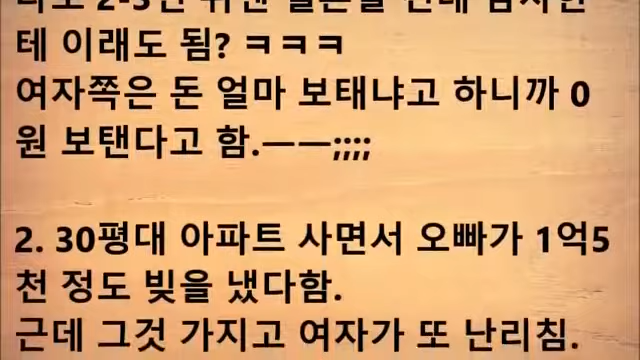 테 이래도 됨? ㅋㅋㅋ
여자쪽은 돈 얼마 보태냐고 하니까 0
원 보탠다고 함.ㅡㅡ;;;;
2. 30평대 아파트 사면서 오빠가 1억5
천 정도 빚을 냈다함.
근데 그것 가지고 여자가 또 난리침.